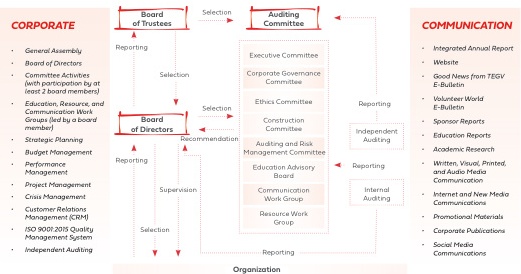 CORPORATE
• General Assembly
• Board of Directors
• Committee Activities
(with participation by at
least 2 board members)
• Education, Resource, and
Communication Work
Groups (led by a board
member)
• Strategic Planning
• Budget Management
• Performance
Management
• Project Management
• Crisis Management
• Customer Relations
Management (CRM)
• ISO 9001:2015 Quality
Management System
• Independent Auditing
Board
of Trustees
Selection
Auditing
Committee
Reporting
Selection
Board
of Directors
Selection
Recommendation
Reporting
Supervision
Selection
Executive Committee
Corporate Governance
Committee
Ethics Committee
Construction
Committee
Auditing and Risk
Management Committee
Education Advisory
Board
Communication
Work Group
Resource Work
Group
Reporting
Independent
Auditing
Reporting
Internal
Auditing
Reporting
Organization
COMMUNICATION
• Integrated Annual Report
• Website
• Good News from TEGV
E-Bulletin
• Volunteer World
E-Bulletin
• Sponsor Reports
• Education Reports
• Academic Research
• Written, Visual, Printed,
and Audio Media
Communication
• Internet and New Media
Communications
• Promotional Materials
• Corporate Publications
• Social Media
Communications